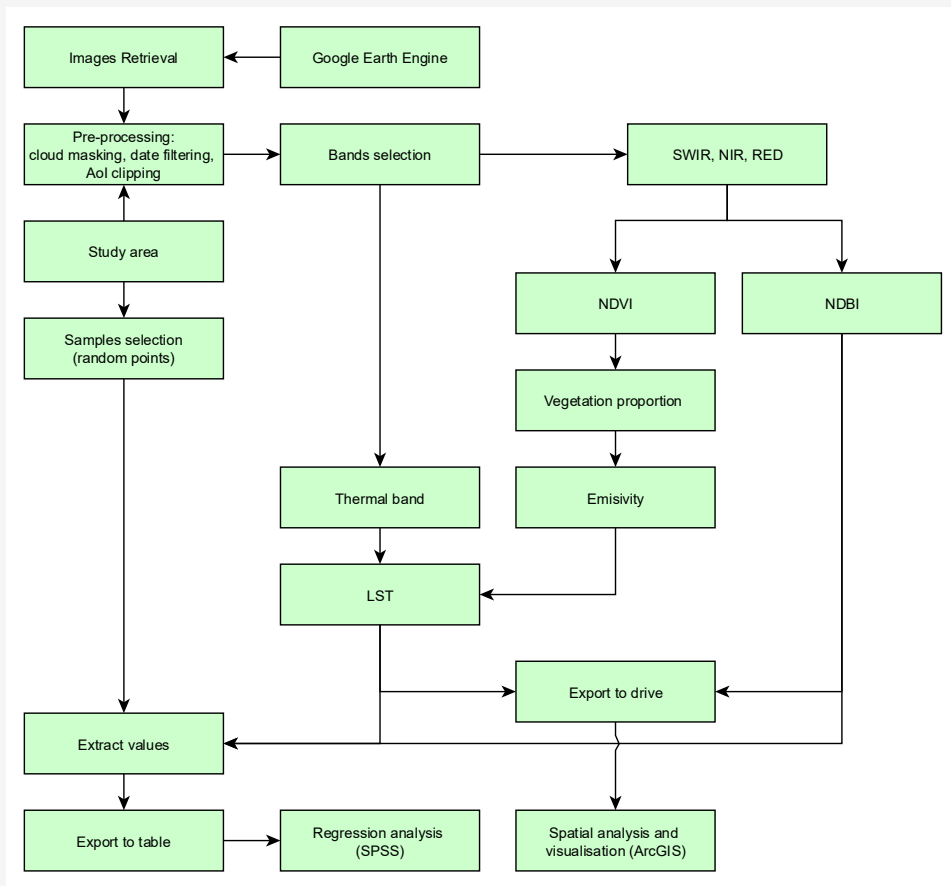 Images Retrieval
Google Earth Engine
Pre-processing:
cloud masking, date filtering,
AoI clipping
Bands selection
SWIR, NIR, RED
Study area
NDVI
NDBI
Samples selection
(random points)
Vegetation proportion
Thermal band
Emisivity
LST
Export to drive
Extract values
Export to table
Regression analysis
(SPSS)
Spatial analysis and
visualisation (ArcGIS)